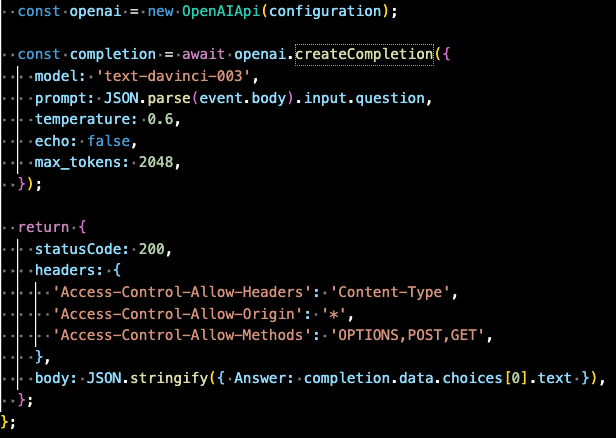 const openai = new OpenAIApi(configuration);
const completion = await openai.createCompletion({
model: 'text-davinci-003',
prompt: JSON.parse(event.body).input.question,
temperature: 0.6,
echo: false,
max_tokens: 2048,
});
return {
statusCode: 200,
headers: {
'Access-Control-Allow-Headers': 'Content-Type',
'Access-Control-Allow-Origin': '*',
'Access-Control-Allow-Methods': 'OPTIONS,POST,GET',
},
body: JSON.stringify({ Answer: completion.data.choices[0].text }),
};
};